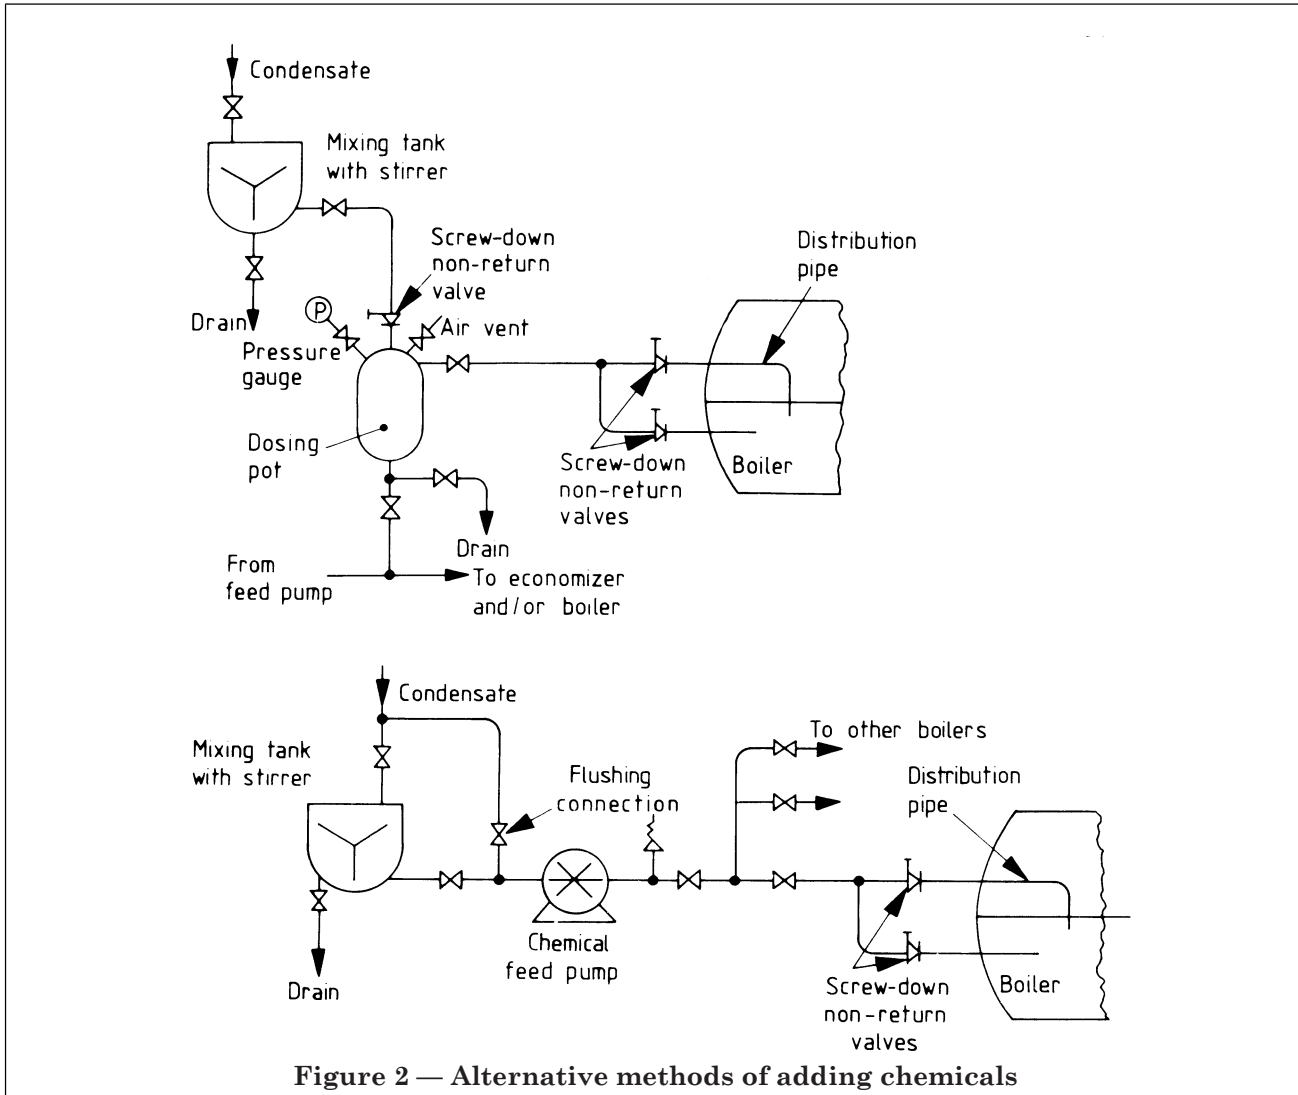 Condensate
Mixing tank
with stirrer
Screw-down
non-return
valve
Distribution
pipe
P
Drain
Air vent
Pressure
gauge
Dosing
pot
Screw-down
non-return
valves
Boiler
Drain
From
feed pump
To economizer
and/or boiler
Condensate
Mixing tank
with stirrer
To other boilers
Flushing
connection
Distribution
pipe
Chemical
feed pump
Drain
Screw-down
non-return
valves
Boiler
Figure 2 — Alternative methods of adding chemicals